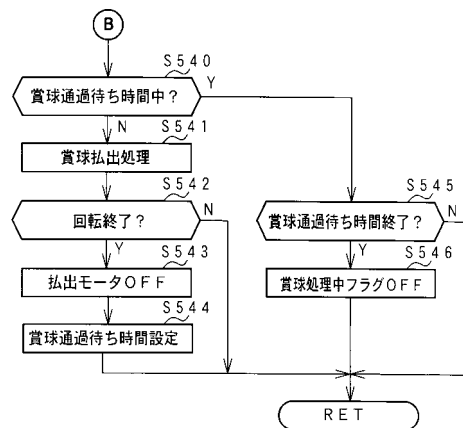 B
S540
賞球通過待ち時間中？
Y
N
S541
賞球払出処理
S542
回転終了？
N
Y
S543
払出モータOFF
S544
賞球通過待ち時間設定
S545
賞球通過待ち時間終了？
N
Y
S546
賞球処理中フラグOFF
RET